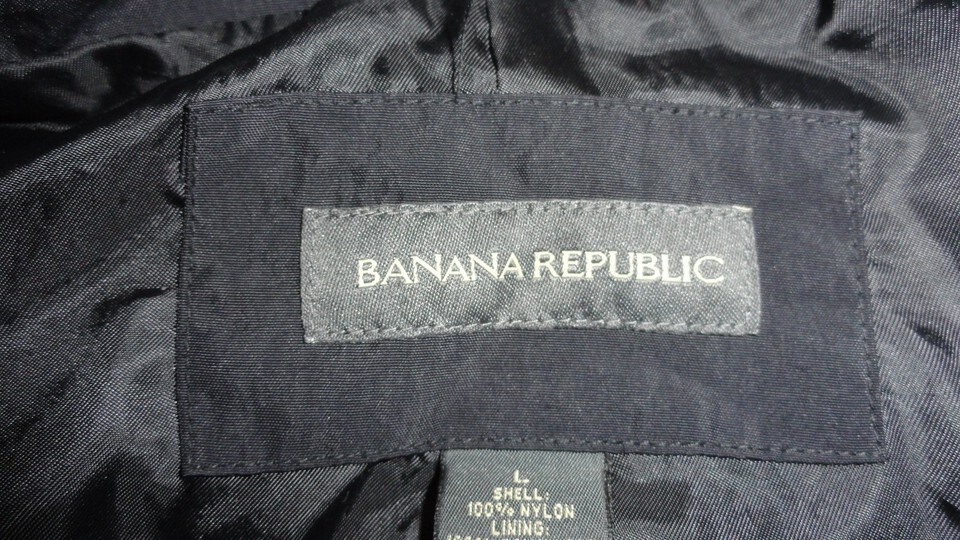 BANANA REPUBLIC
L
SHELL:
100% NYLON
LINING: